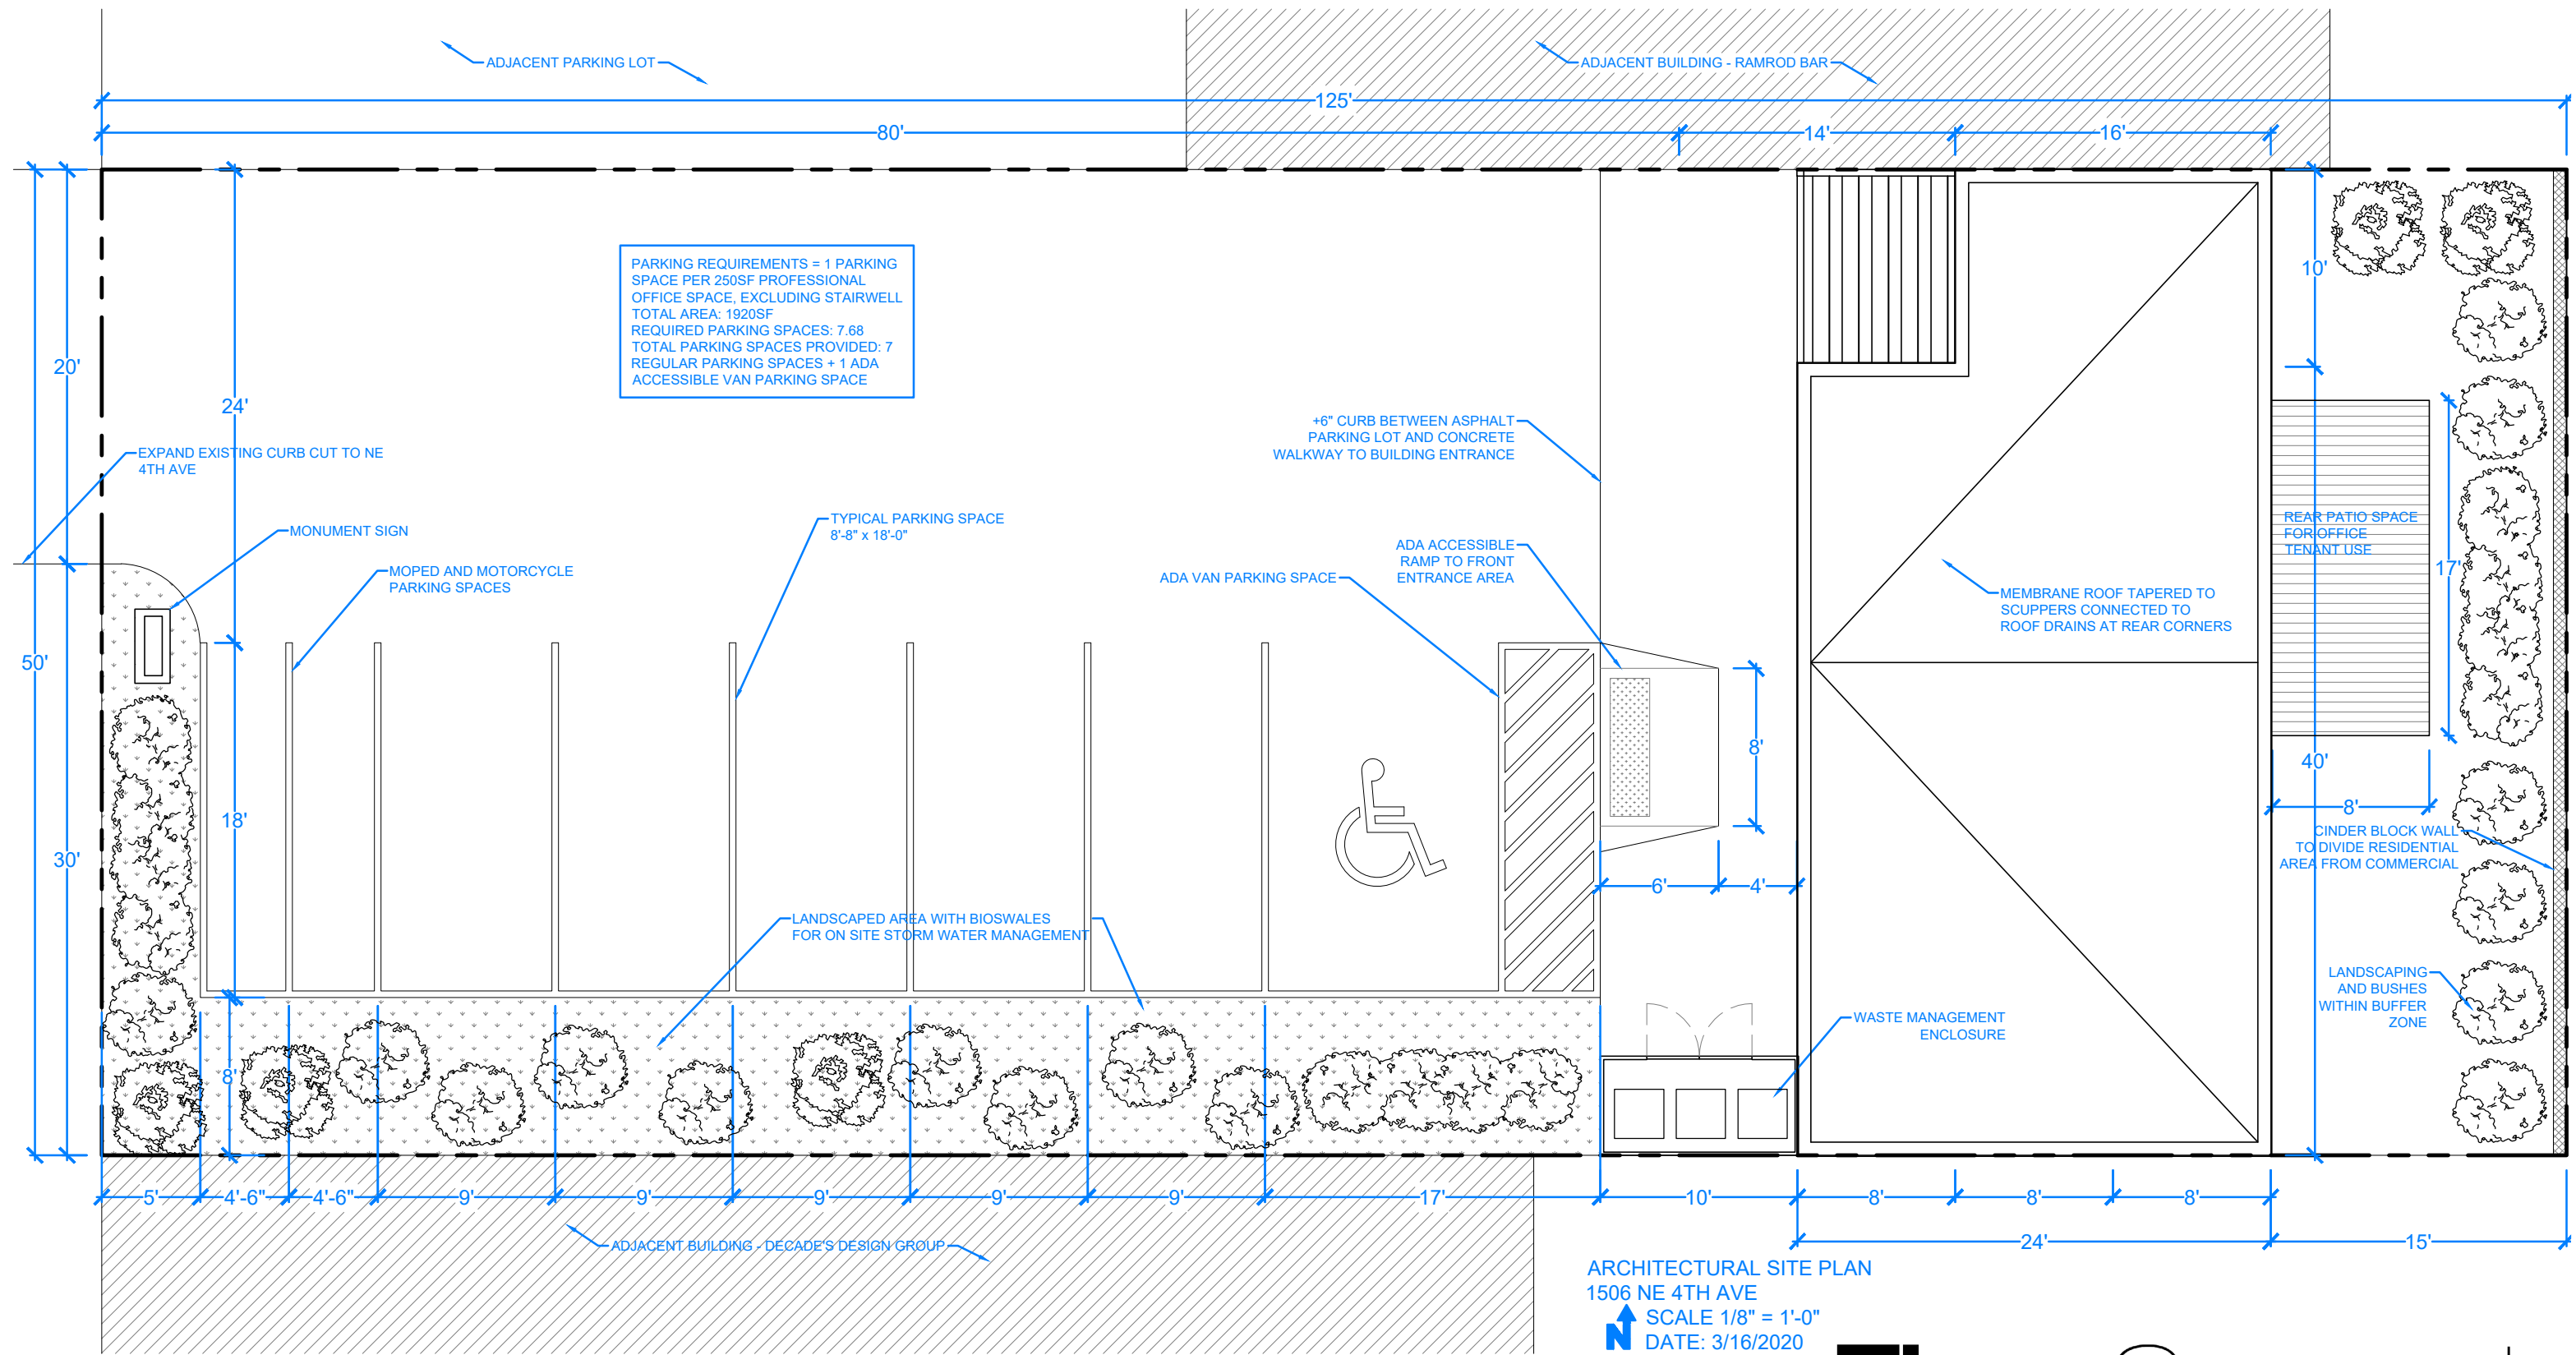 ADJACENT PARKING LOT
ADJACENT BUILDING - RAMROD BAR
125'
80'
14'
16'
PARKING REQUIREMENTS = 1 PARKING
SPACE PER 250SF PROFESSIONAL
OFFICE SPACE, EXCLUDING STAIRWELL
TOTAL AREA: 1920SF
REQUIRED PARKING SPACES: 7.68
TOTAL PARKING SPACES PROVIDED: 7
REGULAR PARKING SPACES + 1 ADA
ACCESSIBLE VAN PARKING SPACE
10'
20'
24'
+6" CURB BETWEEN ASPHALT
PARKING LOT AND CONCRETE
WALKWAY TO BUILDING ENTRANCE
EXPAND EXISTING CURB CUT TO NE
4TH AVE
MONUMENT SIGN
TYPICAL PARKING SPACE
8'-8" x 18'-0"
REAR PATIO SPACE
FOR OFFICE
TENANT USE
17'
MOPED AND MOTORCYCLE
PARKING SPACES
ADA VAN PARKING SPACE
ADA ACCESSIBLE
RAMP TO FRONT
ENTRANCE AREA
MEMBRANE ROOF TAPERED TO
SCUPPERS CONNECTED TO
ROOF DRAINS AT REAR CORNERS
50'
8'
40'
18'
8'
30'
CINDER BLOCK WALL
TO DIVIDE RESIDENTIAL
AREA FROM COMMERCIAL
6'
4'
LANDSCAPED AREA WITH BIOSWALES
FOR ON SITE STORM WATER MANAGEMENT
LANDSCAPING
AND BUSHES
WITHIN BUFFER
ZONE
WASTE MANAGEMENT
ENCLOSURE
8'
5'
4'-6"
4'-6"
9'
9'
9'
9'
9'
17'
10'
8'
8'
8'
ADJACENT BUILDING - DECADE'S DESIGN GROUP
24'
15'
ARCHITECTURAL SITE PLAN
1506 NE 4TH AVE
N
SCALE 1/8" = 1'-0"
DATE: 3/16/2020